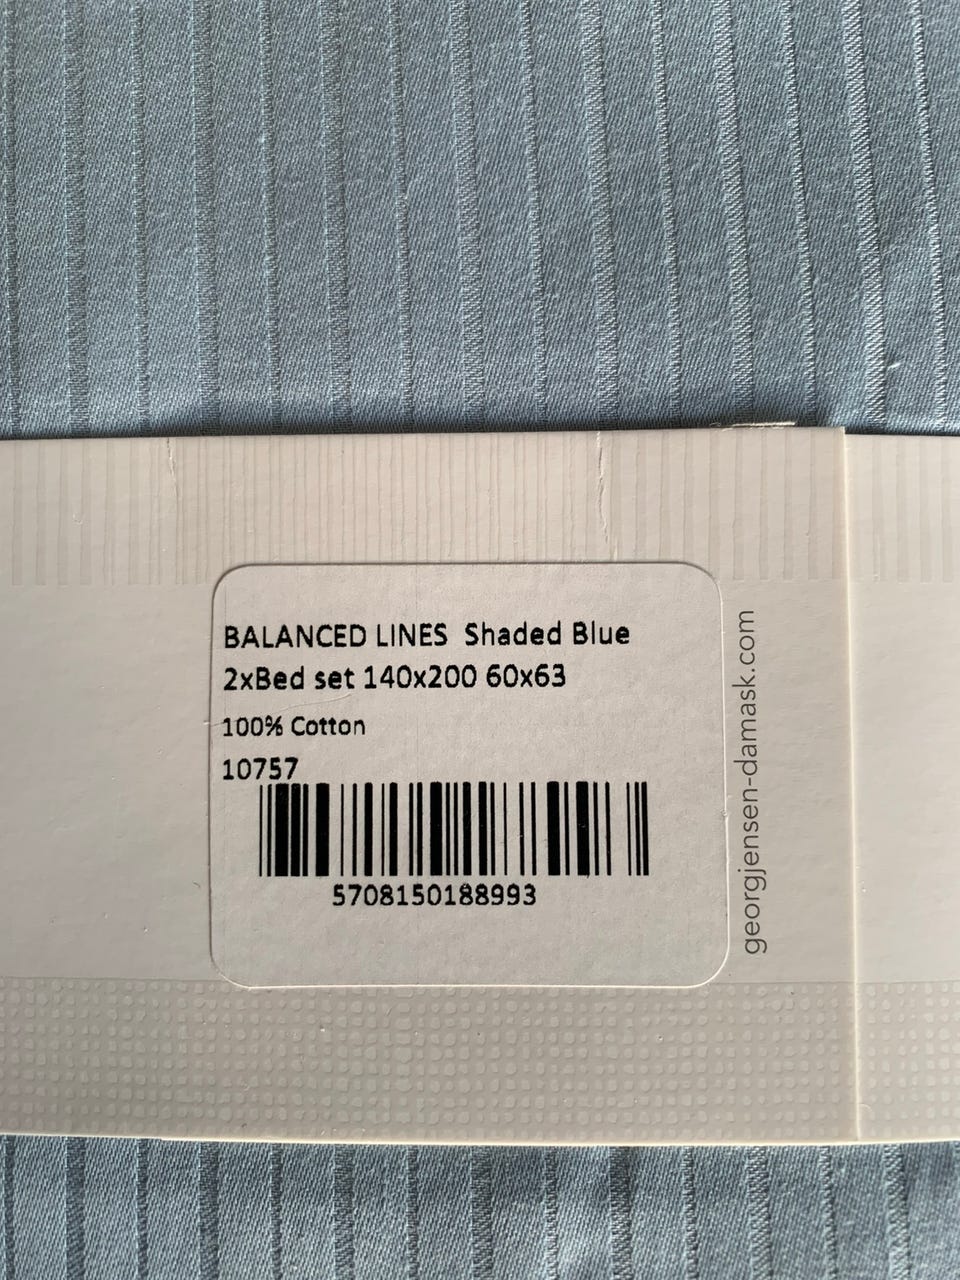 BALANCED LINES Shaded Blue
2xBed set 140x200 60x63
100% Cotton
10757
5708150188993
georgjensen-damask.com